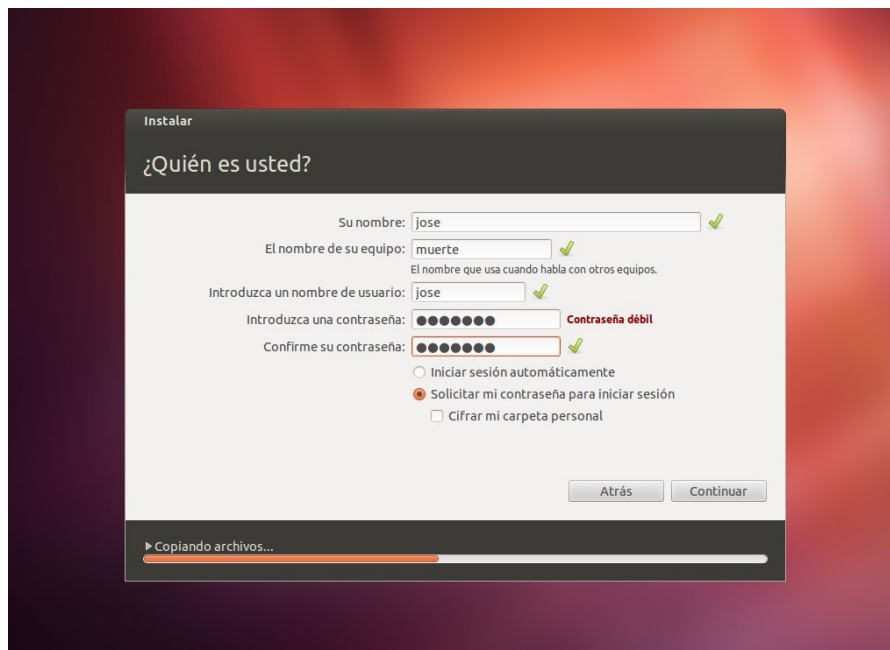 Instalar
¿Quién es usted?
Su nombre: jose
El nombre de su equipo: muerte
El nombre que usa cuando habla con otros equipos.
Introduzca un nombre de usuario: jose
Introduzca una contraseña: ●●●●●●● Contraseña débil
Confirme su contraseña: ●●●●●●●
Iniciar sesión automáticamente
Solicitar mi contraseña para iniciar sesión
Cifrar mi carpeta personal
Atrás Continuar
Copiando archivos...